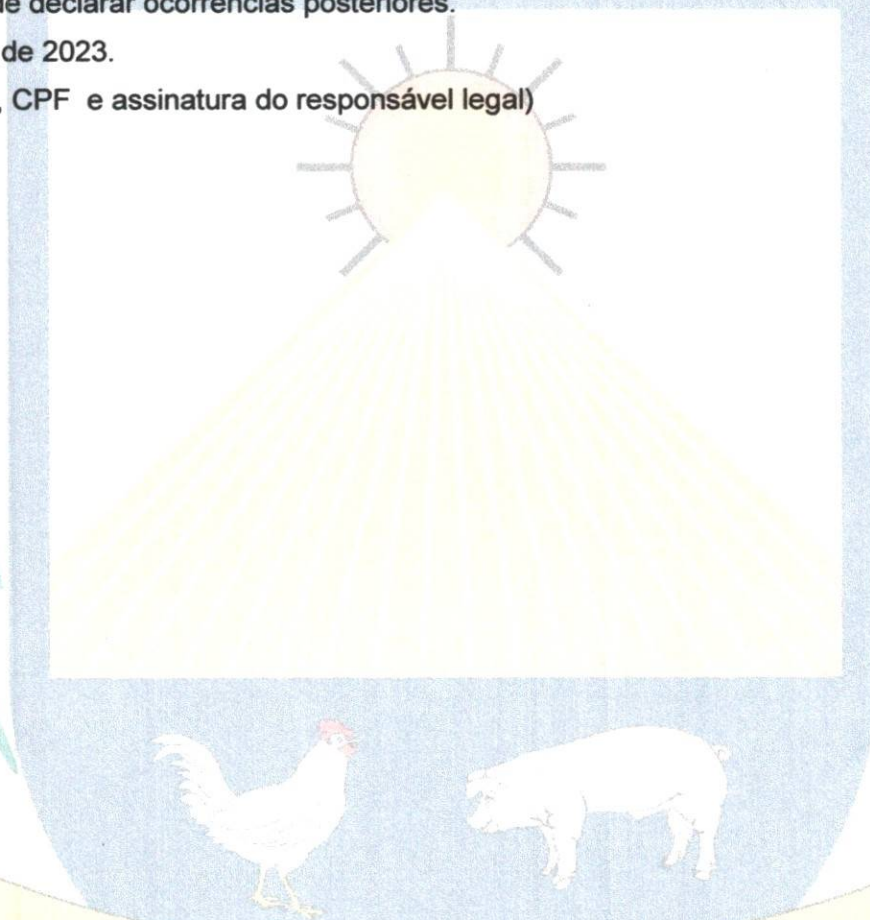 de declarar ocorrências posteriores.
de 2023.
, CPF e assinatura do responsável legal)